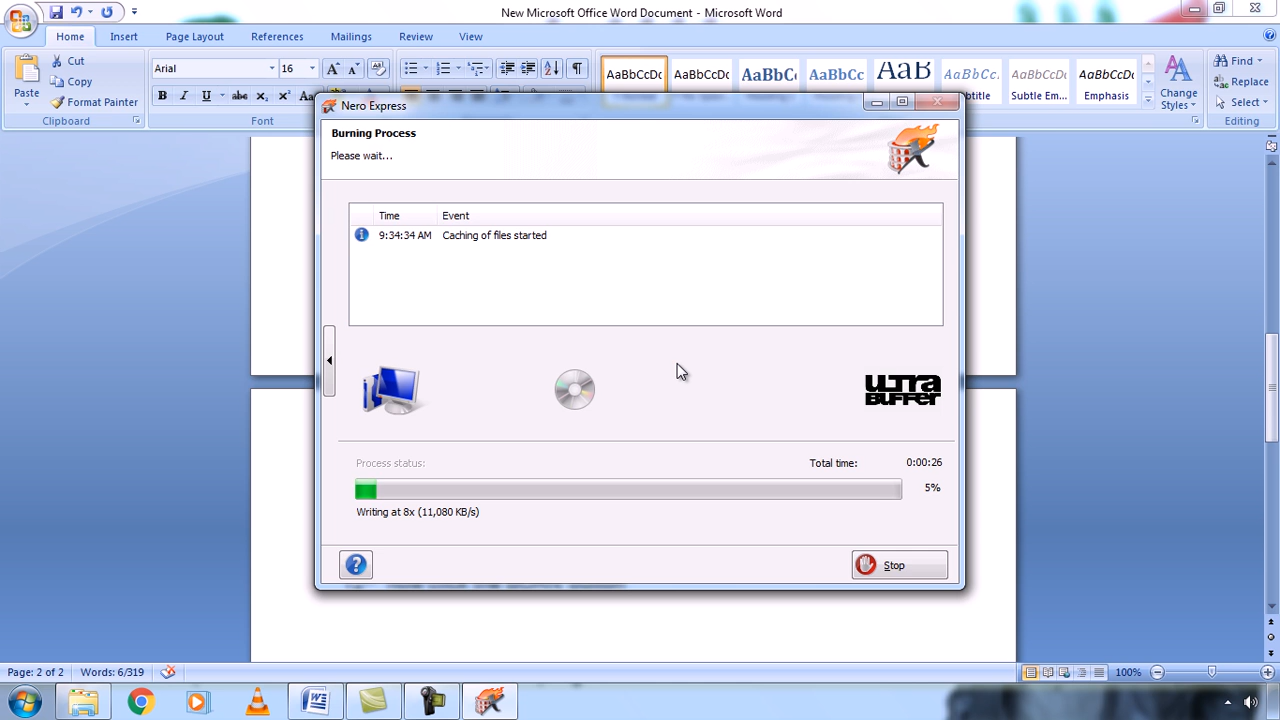 New Microsoft Office Word Document - Microsoft Word
Home Insert Page Layout References Mailings Review View
Paste
Cut
Copy
Format Painter
Clipboard
Arial 16
B I U abc X₂ X² Aa
Font
AaBbCcDc AaBbCcDc AaBbC AaBbCc AaB AaBbCc. AaBbCcDc AaBbCcDc
Subtle Em... Emphasis
Change Styles
Find
Replace
Select
Editing
Nero Express
Burning Process
Please wait...
Time Event
9:34:34 AM Caching of files started
ULTRA BUFFER
Process status: Total time: 0:00:26
5%
Writing at 8x (11,080 KB/s)
Stop
Page: 2 of 2 Words: 6/319 100%